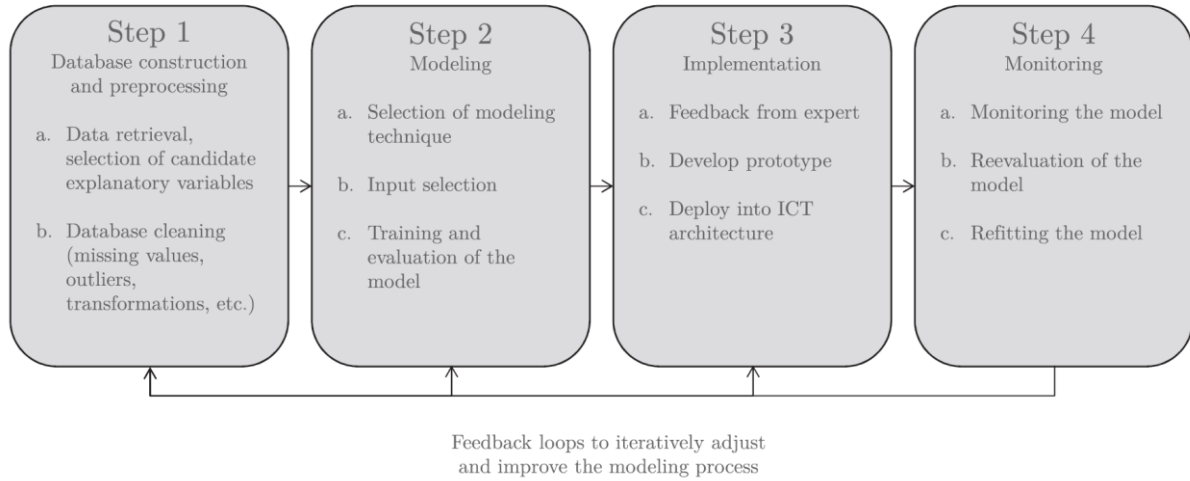 Step 1
Database construction
and preprocessing
a. Data retrieval,
selection of candidate
explanatory variables
b. Database cleaning
(missing values,
outliers,
transformations, etc.)
Step 2
Modeling
a. Selection of modeling
technique
b. Input selection
c. Training and
evaluation of the
model
Step 3
Implementation
a. Feedback from expert
b. Develop prototype
c. Deploy into ICT
architecture
Step 4
Monitoring
a. Monitoring the model
b. Reevaluation of the
model
c. Refitting the model
Feedback loops to iteratively adjust
and improve the modeling process